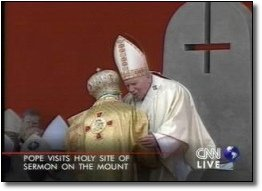 POPE VISITS HOLY SITE OF
SERMON ON THE MOUNT
CNN
LIVE